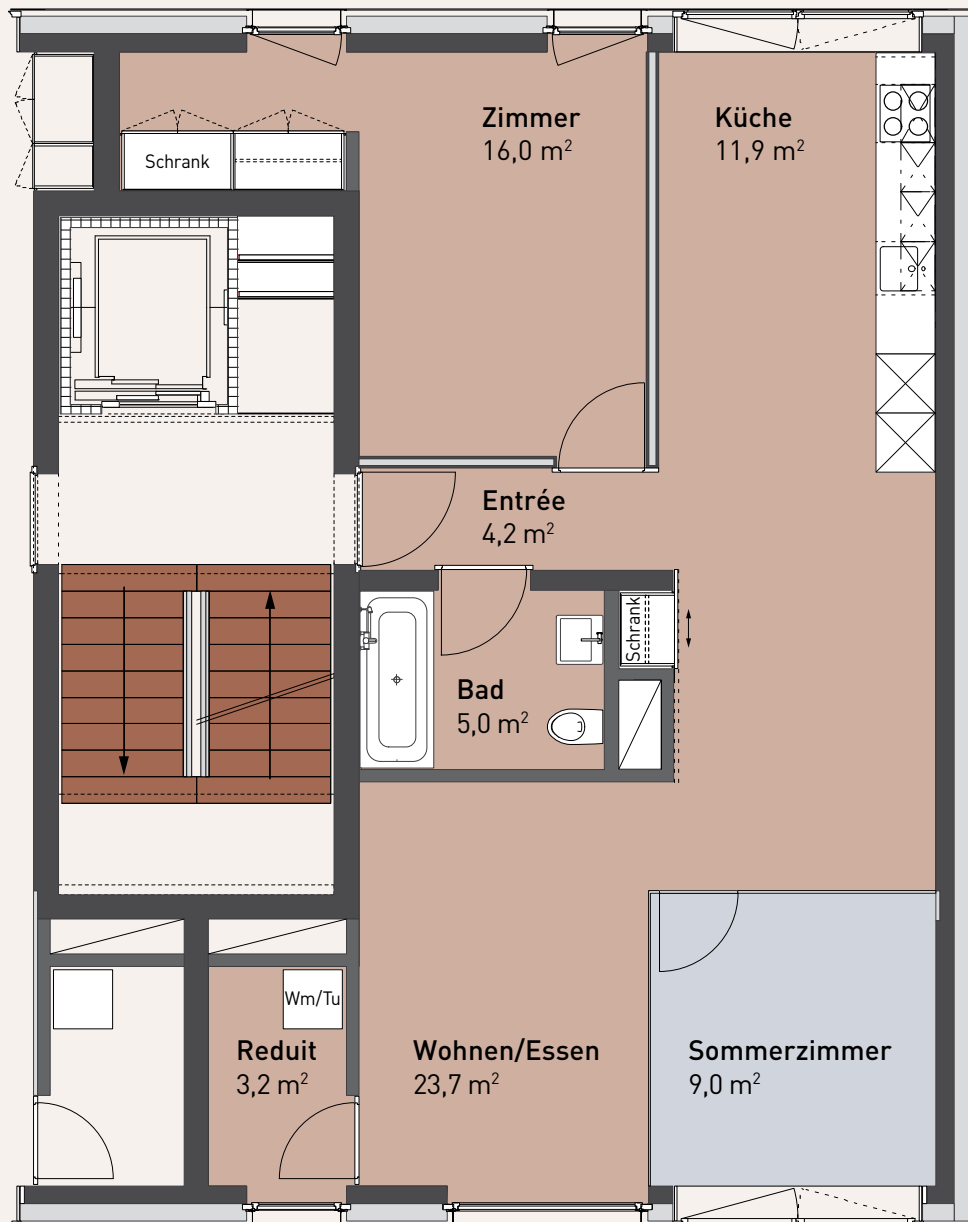 Zimmer
16,0 m²
Küche
11,9 m²
Schrank
Entrée
4,2 m²
Schrank
Bad
5,0 m²
Wm/Tu
Reduit
3,2 m²
Wohnen/Essen
23,7 m²
Sommerzimmer
9,0 m²